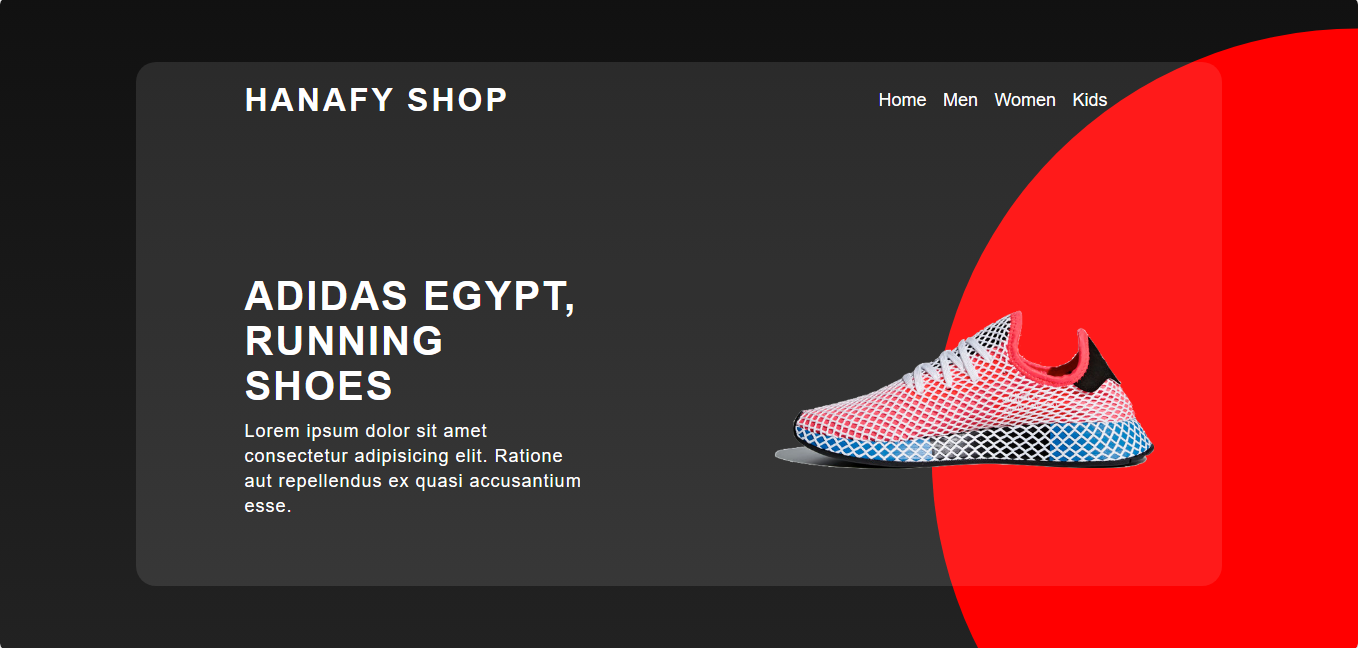 HANAFY SHOP
Home Men Women Kids
ADIDAS EGYPT,
RUNNING
SHOES
Lorem ipsum dolor sit amet
consectetur adipisicing elit. Ratione
aut repellendus ex quasi accusantium
esse.